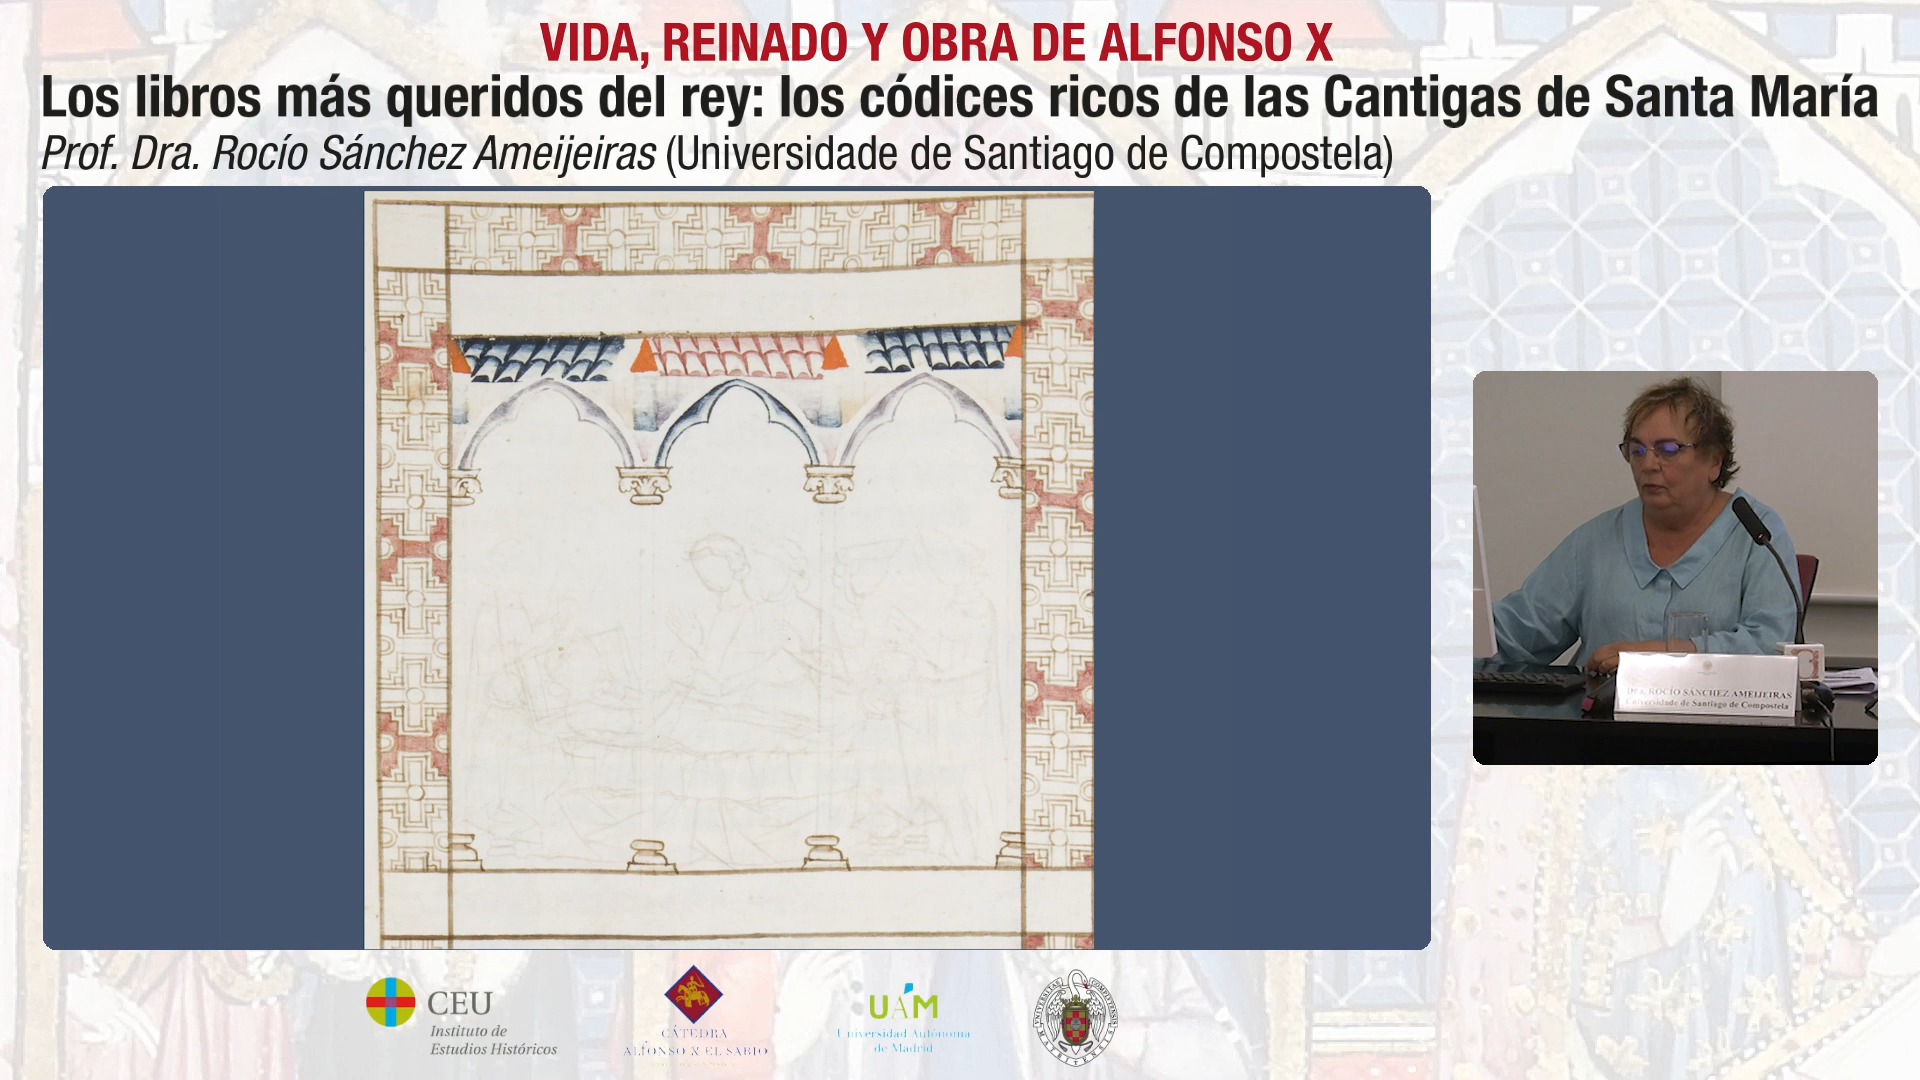 VIDA, REINADO Y OBRA DE ALFONSO X
Los libros más queridos del rey: los códices ricos de las Cantigas de Santa María
Prof. Dra. Rocío Sánchez Ameijeiras (Universidade de Santiago de Compostela)
Dra. ROCÍO SÁNCHEZ AMEIJEIRAS
Universidade de Santiago de Compostela
CEU
Instituto de
Estudios Históricos
CÁTEDRA
ALFONSO X EL SABIO
UAM
Universidad Autónoma
de Madrid